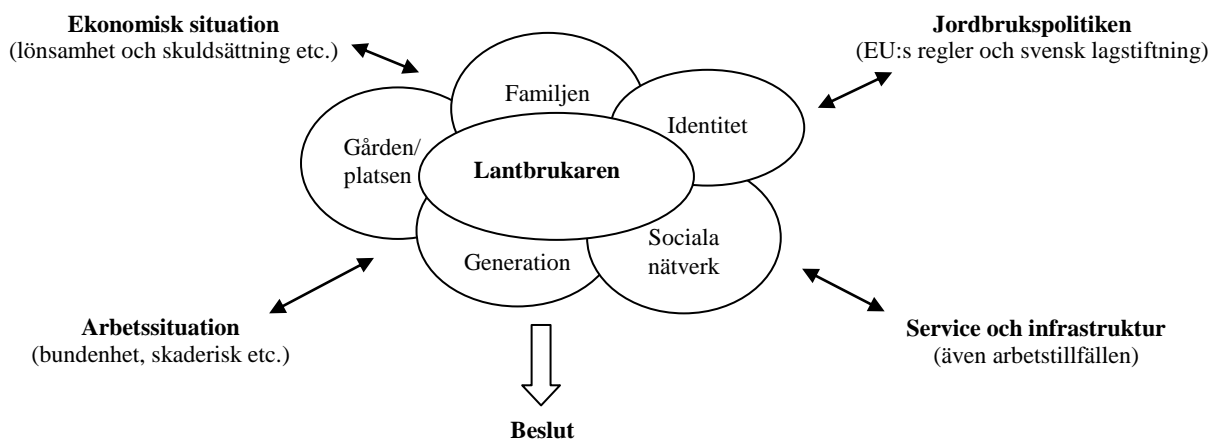 Ekonomisk situation
(lönsamhet och skuldsättning etc.)
Jordbrukspolitiken
(EU:s regler och svensk lagstiftning)
Familjen
Identitet
Gården/
platsen
Lantbrukaren
Sociala
nätverk
Generation
Arbetssituation
(bundenhet, skaderisk etc.)
Service och infrastruktur
(även arbetstillfällen)
Beslut